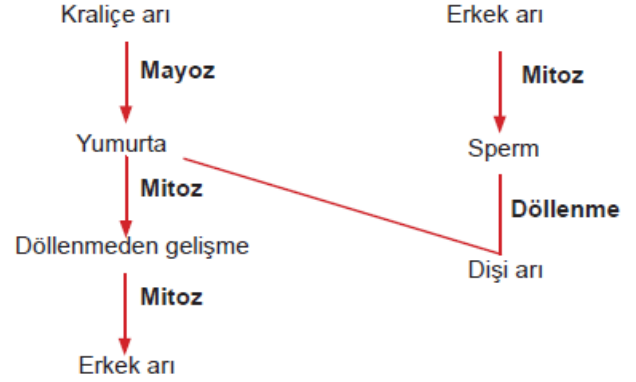 Kraliçe arı
Mayoz
Yumurta
Mitoz
Döllenmeden gelişme
Mitoz
Erkek arı
Erkek arı
Mitoz
Sperm
Döllenme
Dişi arı